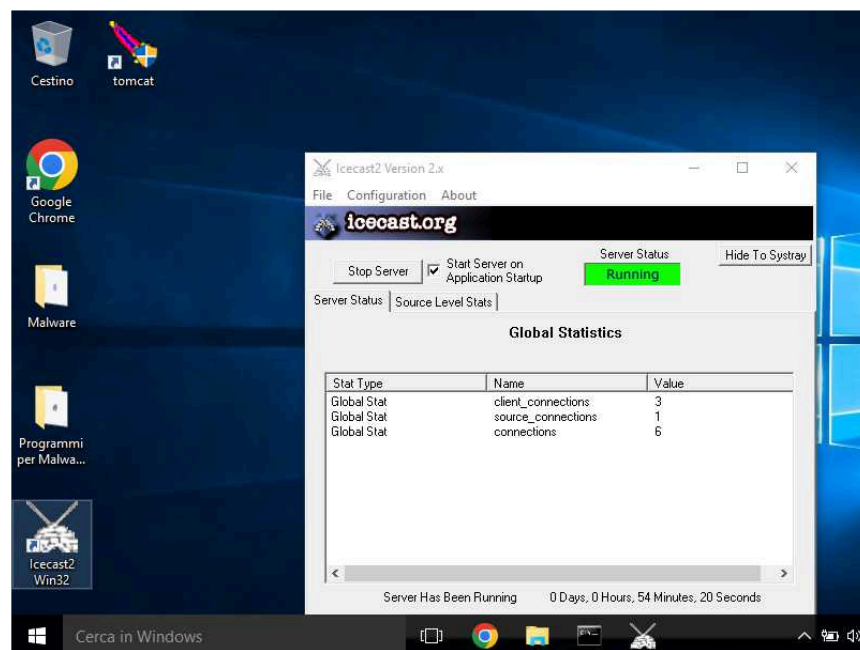 Cestino
tomcat
Google
Chrome
Malware
Programmi
per Malwa...
Icecast2
Win32
Icecast2 Version 2.x
File Configuration About
icecast.org
Stop Server
Start Server on
Application Startup
Server Status
Running
Hide To Systray
Server Status Source Level Stats
Global Statistics
Stat Type Name Value
Global Stat client_connections 3
Global Stat source_connections 1
Global Stat connections 6
Server Has Been Running 0 Days, 0 Hours, 54 Minutes, 20 Seconds
Cerca in Windows